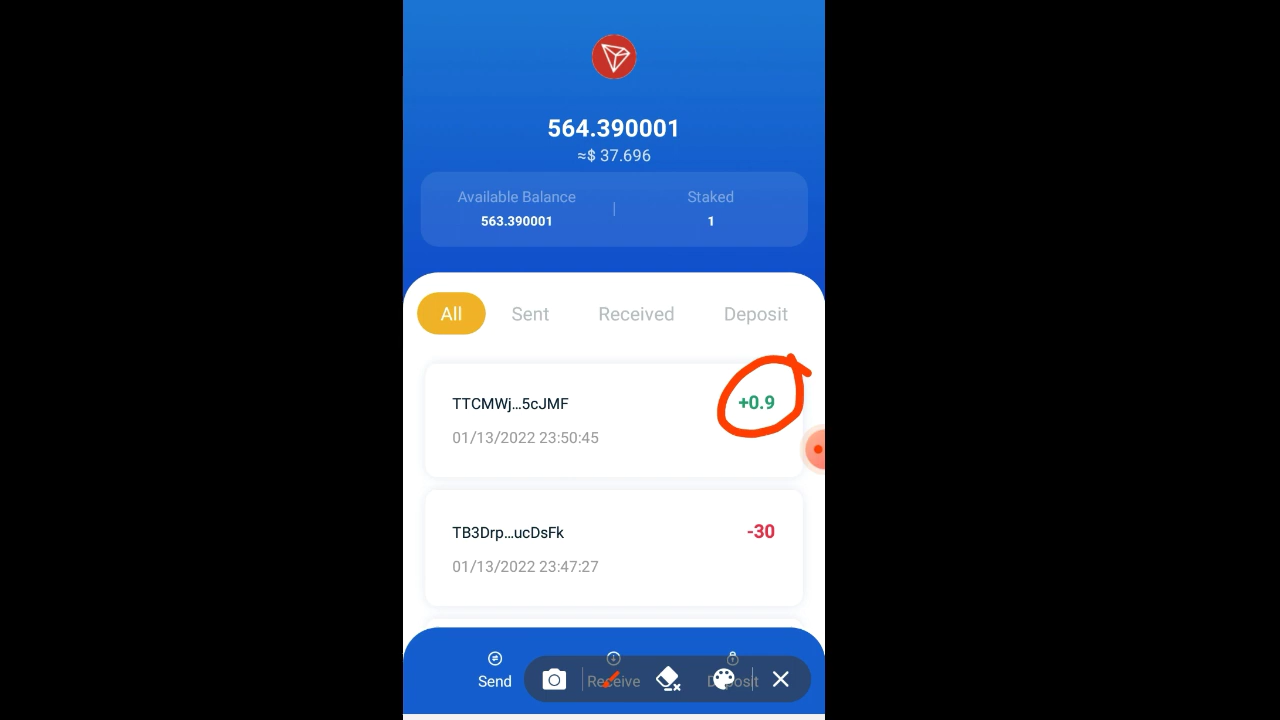 564.390001
≈$ 37.696
Available Balance | Staked
563.390001 1
All Sent Received Deposit
TTCMWj...5cJMF +0.9
01/13/2022 23:50:45
TB3Drp...ucDsFk -30
01/13/2022 23:47:27
Send Receive Deposit